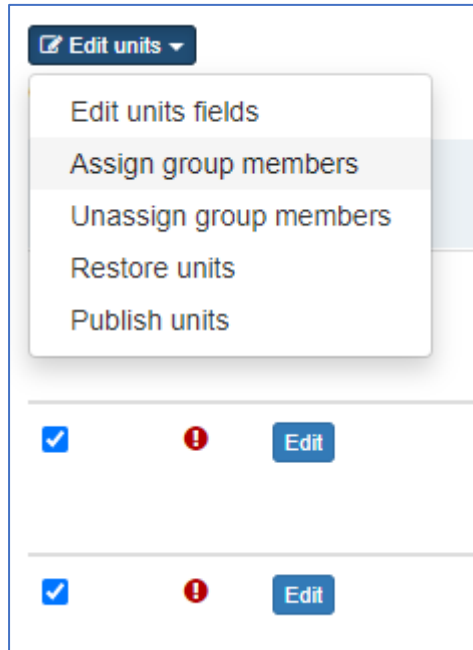 Edit units
Edit units fields
Assign group members
Unassign group members
Restore units
Publish units
Edit
Edit